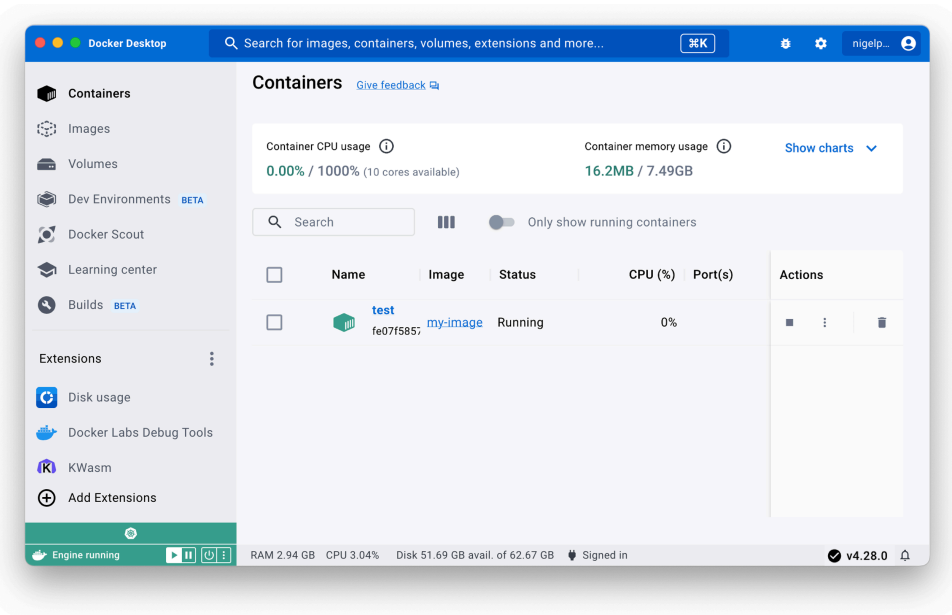 Docker Desktop
Search for images, containers, volumes, extensions and more...
⌘K
nigelp...
Containers
Images
Volumes
Dev Environments BETA
Docker Scout
Learning center
Builds BETA
Extensions
Disk usage
Docker Labs Debug Tools
KWasm
Add Extensions
Engine running
Containers Give feedback
Container CPU usage
0.00% / 1000% (10 cores available)
Container memory usage
16.2MB / 7.49GB
Show charts
Search
Only show running containers
Name Image Status CPU (%) Port(s) Actions
test
fe07f5857
my-image Running 0%
RAM 2.94 GB CPU 3.04% Disk 51.69 GB avail. of 62.67 GB Signed in
v4.28.0